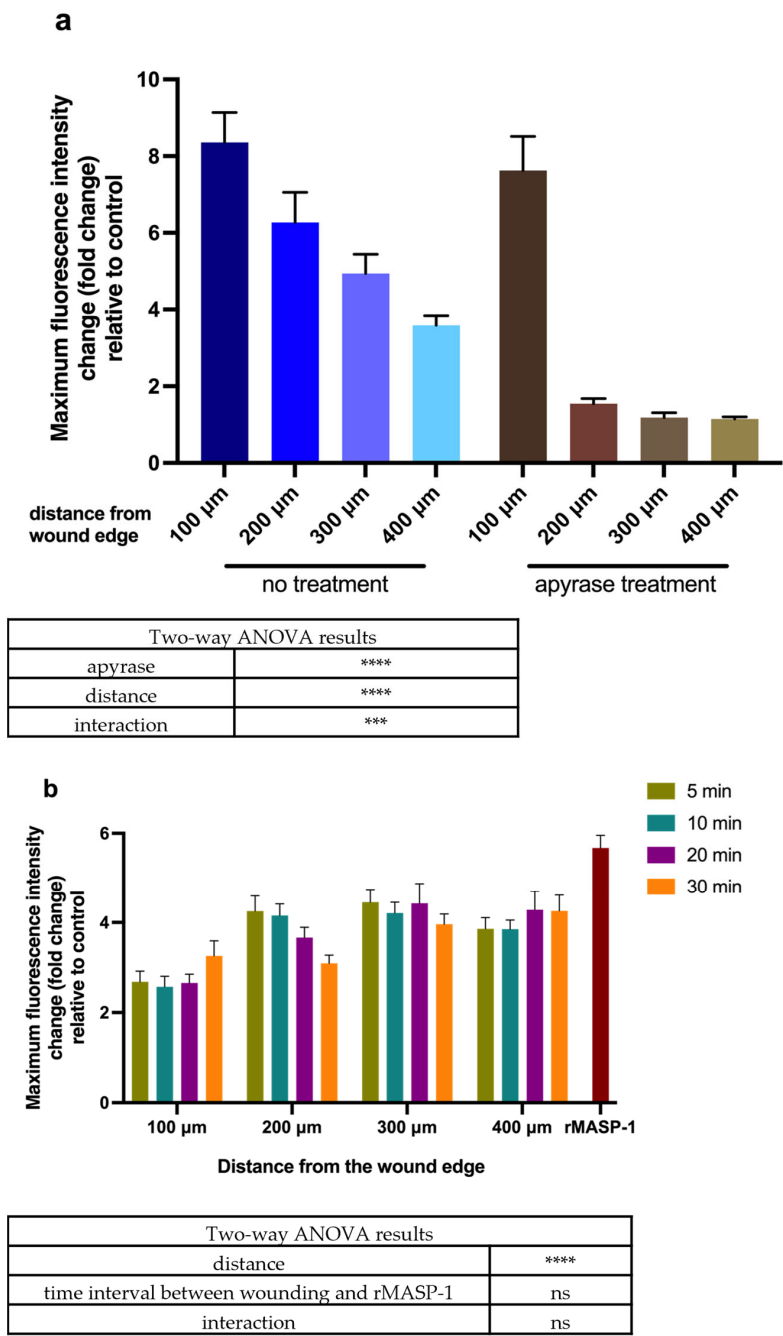 a
Maximum fluorescence intensity
change (fold change)
relative to control
10
8
6
4
2
0
distance from
wound edge
100 µm
200 µm
300 µm
400 µm
100 µm
200 µm
300 µm
400 µm
no treatment
apyrase treatment
Two-way ANOVA results
apyrase ****
distance ****
interaction ***
b
5 min
10 min
20 min
30 min
Maximum fluorescence intensity
change (fold change)
relative to control
6
4
2
0
100 µm 200 µm 300 µm 400 µm rMASP-1
Distance from the wound edge
Two-way ANOVA results
distance ****
time interval between wounding and rMASP-1 ns
interaction ns